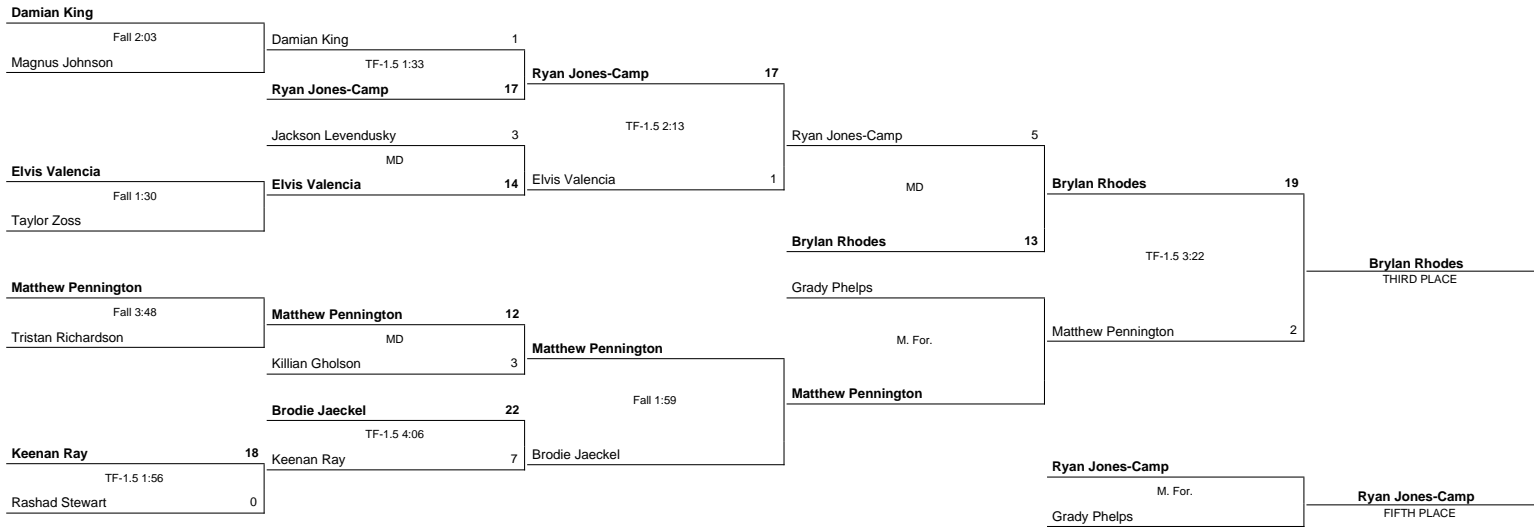 Damian King
Fall 2:03
Magnus Johnson
Elvis Valencia
Fall 1:30
Taylor Zoss
Matthew Pennington
Fall 3:48
Tristan Richardson
Keenan Ray 18
TF-1.5 1:56
Rashad Stewart 0
Damian King 1
TF-1.5 1:33
Ryan Jones-Camp 17
Jackson Levendusky 3
MD
Elvis Valencia 14
Matthew Pennington 12
MD
Killian Gholson 3
Brodie Jaeckel 22
TF-1.5 4:06
Keenan Ray 7
Ryan Jones-Camp 17
TF-1.5 2:13
Elvis Valencia 1
Matthew Pennington
Fall 1:59
Brodie Jaeckel
Ryan Jones-Camp 5
MD
Brylan Rhodes 13
Grady Phelps
M. For.
Matthew Pennington
Brylan Rhodes 19
TF-1.5 3:22
Matthew Pennington 2
Ryan Jones-Camp
M. For.
Grady Phelps
Brylan Rhodes
THIRD PLACE
Ryan Jones-Camp
FIFTH PLACE